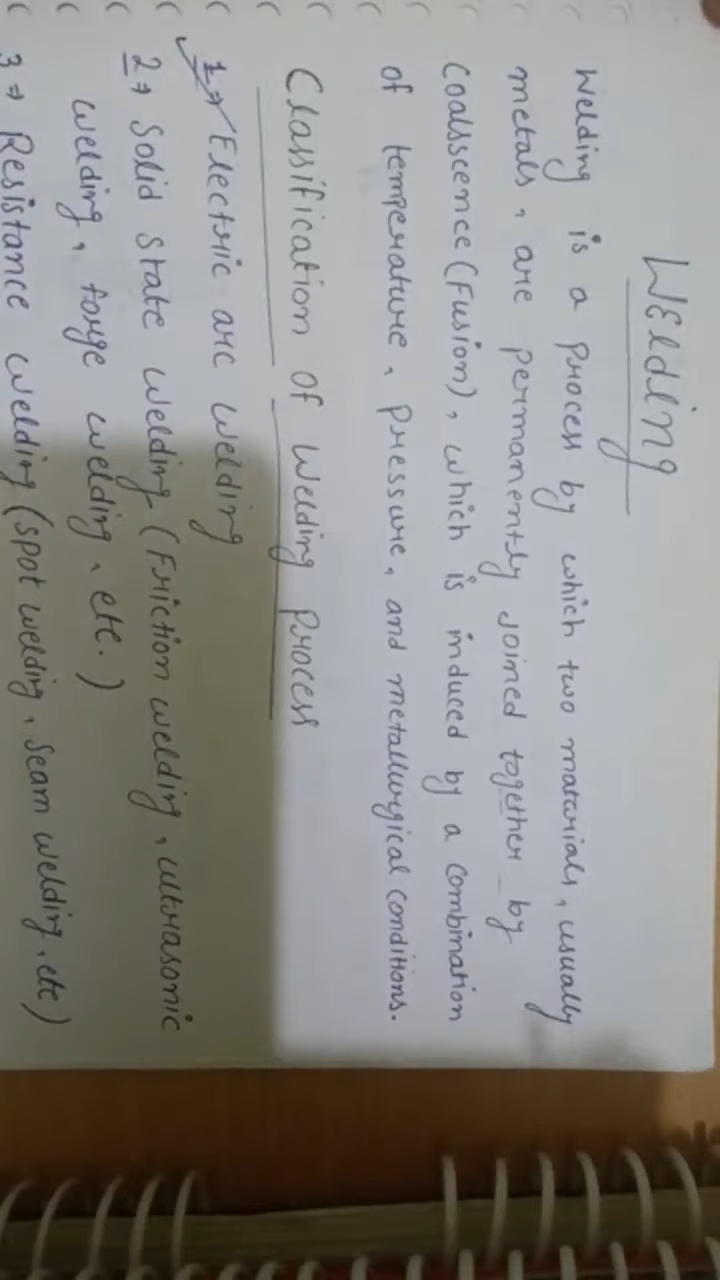 Welding
Welding is a process by which two materials, usually
metals, are permanently joined together by
Coalsscence (Fusion), which is induced by a combination
of temperature, pressure, and metallurgical conditions.
Classification of Welding process
1⇒ Electric arc welding
2⇒ Solid state welding (Friction welding, ultrasonic
welding, forge welding, etc.)
3⇒ Resistance welding (spot welding, seam welding, etc)